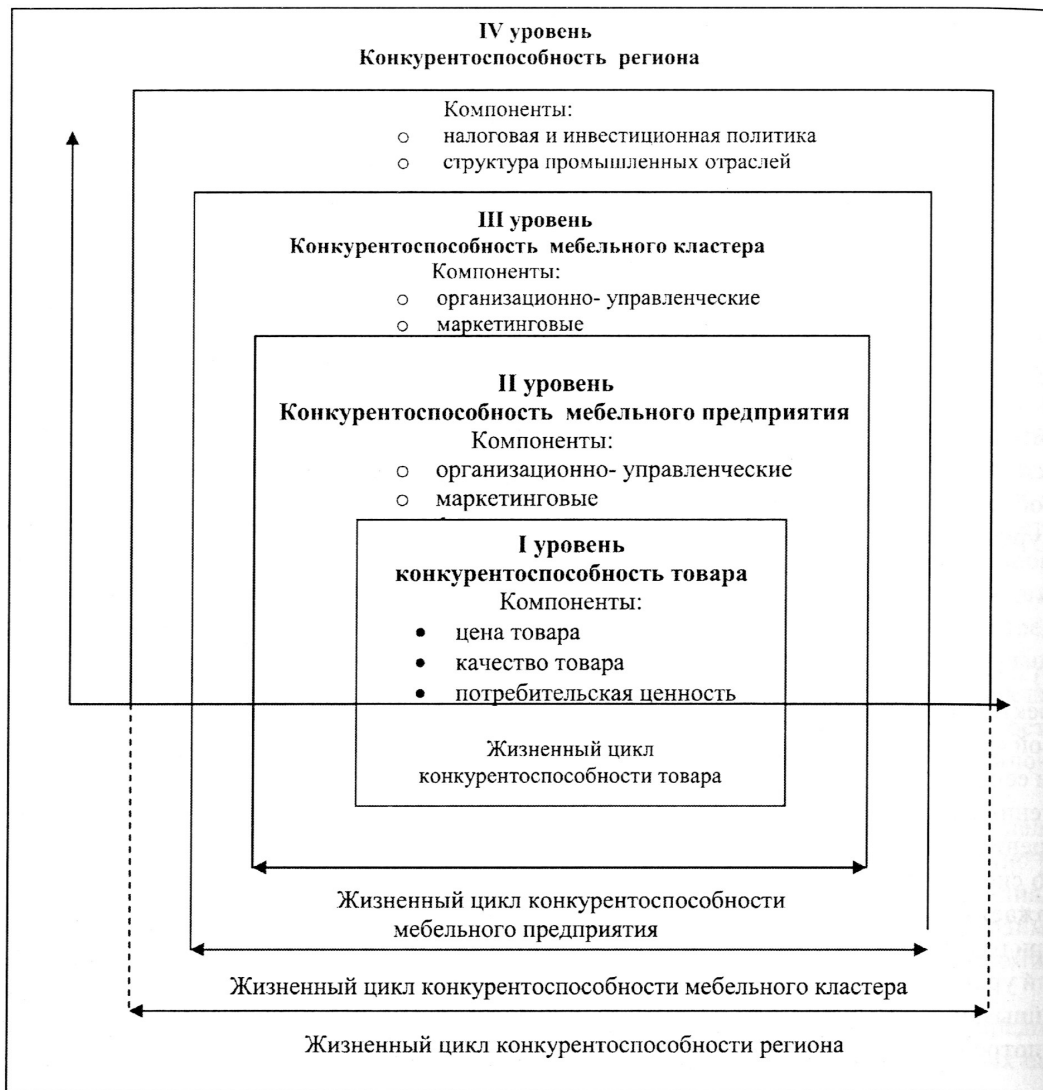 IV уровень
Конкурентоспособность региона
Компоненты:
○ налоговая и инвестиционная политика
○ структура промышленных отраслей
III уровень
Конкурентоспособность мебельного кластера
Компоненты:
○ организационно- управленческие
○ маркетинговые
II уровень
Конкурентоспособность мебельного предприятия
Компоненты:
○ организационно- управленческие
○ маркетинговые
I уровень
конкурентоспособность товара
Компоненты:
• цена товара
• качество товара
• потребительская ценность
Жизненный цикл
конкурентоспособности товара
Жизненный цикл конкурентоспособности
мебельного предприятия
Жизненный цикл конкурентоспособности мебельного кластера
Жизненный цикл конкурентоспособности региона